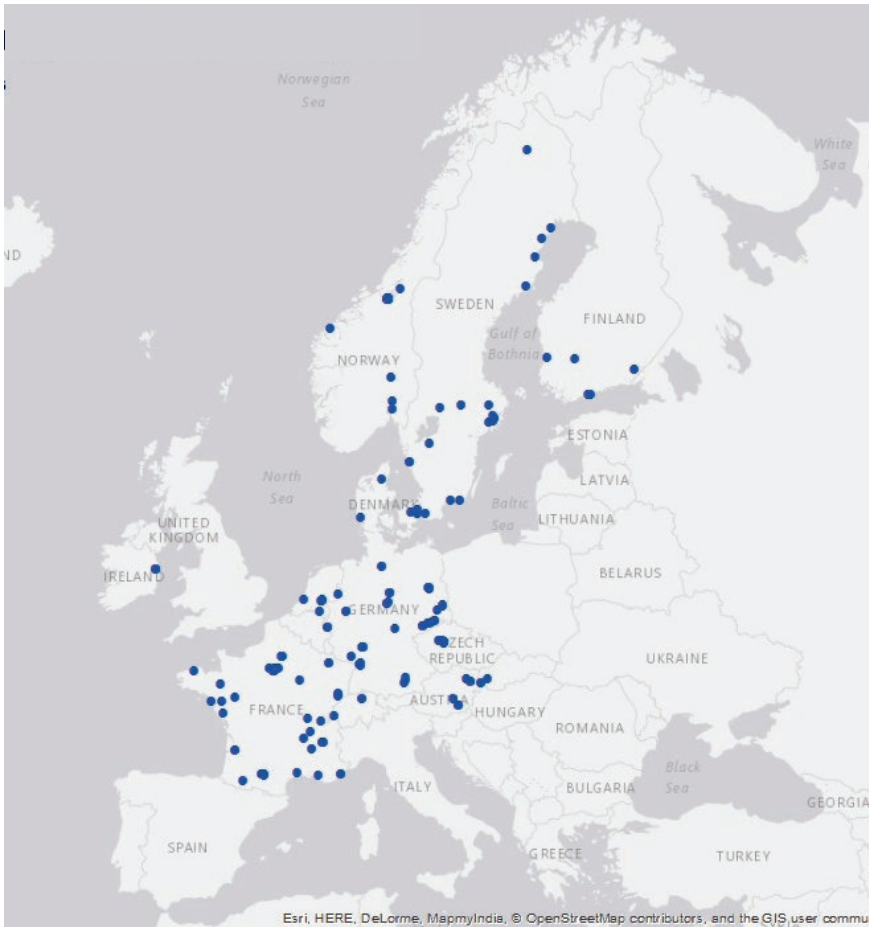 Norwegian
Sea
White
Sea
ND
SWEDEN
FINLAND
Gulf of
Bothnia
NORWAY
ESTONIA
North
Sea
LATVIA
DENMARK
Baltic
Sea
LITHUANIA
UNITED
KINGDOM
IRELAND
BELARUS
GERMANY
CZECH
REPUBLIC
UKRAINE
FRANCE
AUSTRIA
HUNGARY
ROMANIA
ITALY
BULGARIA
Black
Sea
GEORGIA
SPAIN
GREECE
TURKEY
SYRIA
Esri, HERE, DeLorme, MapmyIndia, © OpenStreetMap contributors, and the GIS user commu